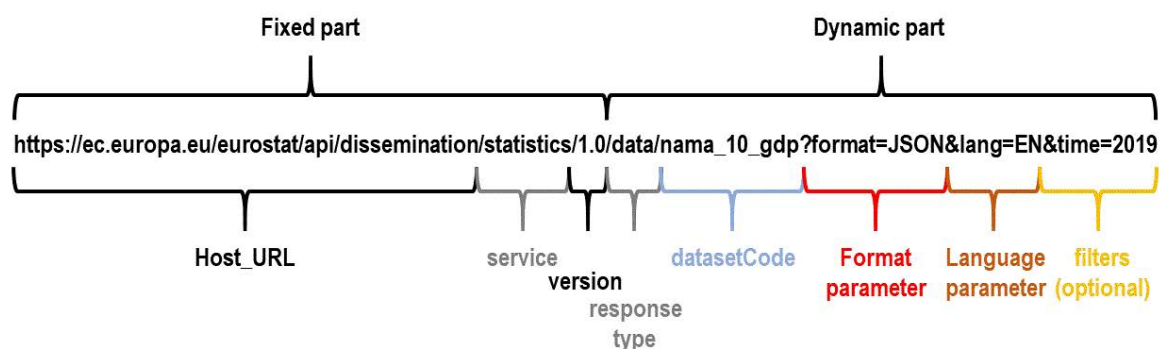 Fixed part
Dynamic part
https://ec.europa.eu/eurostat/api/dissemination/statistics/1.0/data/nama_10_gdp?format=JSON&lang=EN&time=2019
Host_URL
service
version
response
type
datasetCode
Format
parameter
Language
parameter
filters
(optional)